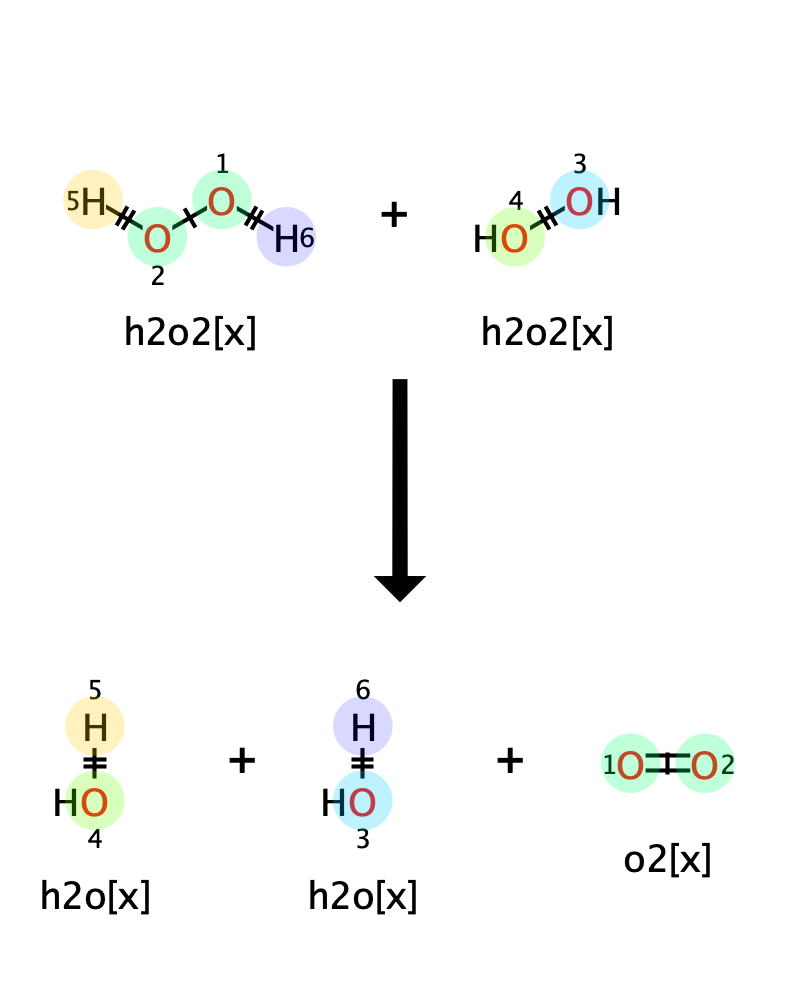 1 3
5H O + 4 OH
O H6 HO
2
h2o2[x] h2o2[x]
5 6
H H
+ + 1O O2
HO HO
4 3
o2[x]
h2o[x] h2o[x]